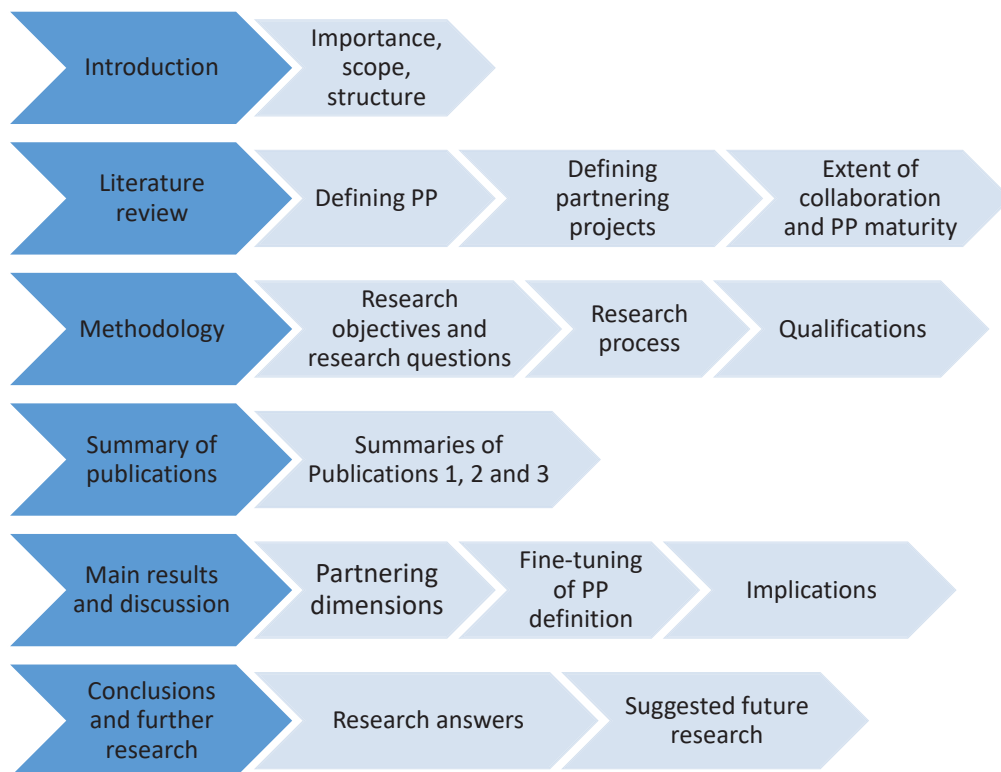 Introduction
Importance,
scope,
structure
Literature
review
Defining PP
Defining
partnering
projects
Extent of
collaboration
and PP maturity
Methodology
Research
objectives and
research questions
Research
process
Qualifications
Summary of
publications
Summaries of
Publications 1, 2 and 3
Main results
and discussion
Partnering
dimensions
Fine-tuning
of PP
definition
Implications
Conclusions
and further
research
Research answers
Suggested future
research